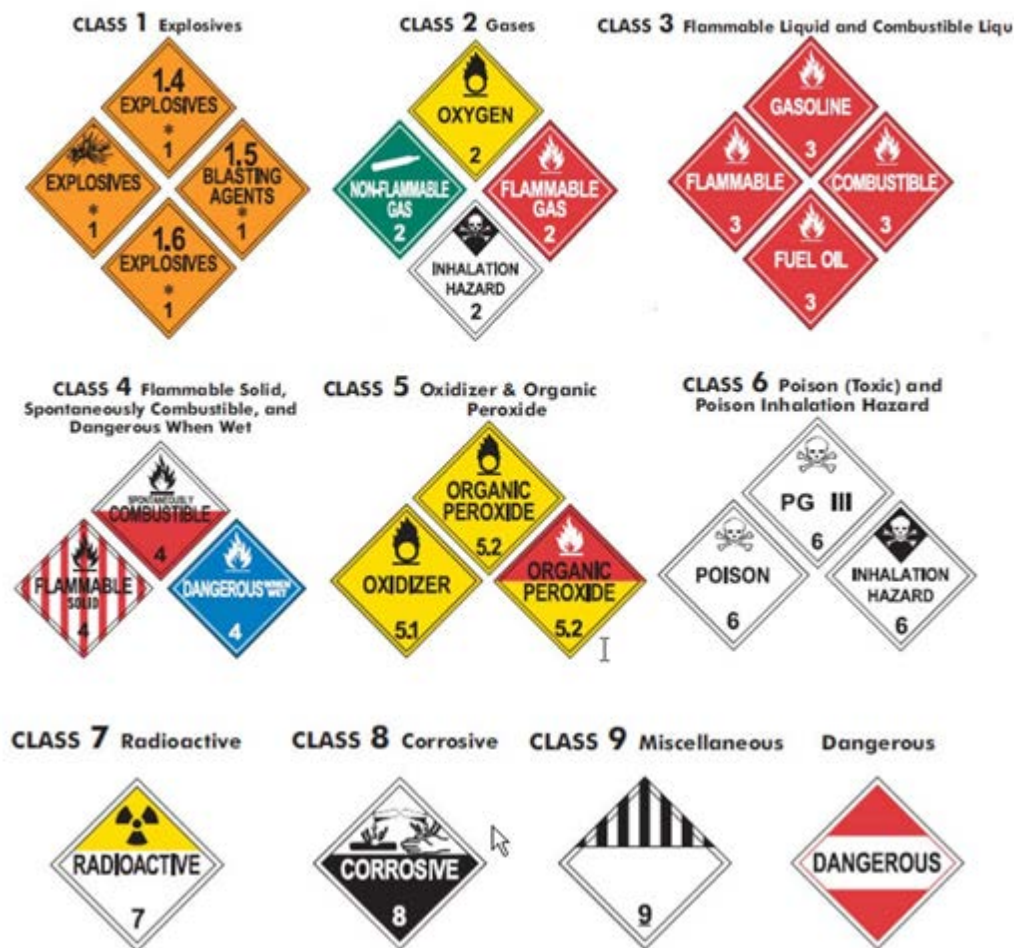 CLASS 1 Explosives
1.4
EXPLOSIVES
*
1
EXPLOSIVES
*
1
1.5
BLASTING
AGENTS
*
1
1.6
EXPLOSIVES
*
1
CLASS 2 Gases
OXYGEN
2
NON-FLAMMABLE
GAS
2
FLAMMABLE
GAS
2
INHALATION
HAZARD
2
CLASS 3 Flammable Liquid and Combustible Liqu
GASOLINE
3
FLAMMABLE
3
COMBUSTIBLE
3
FUEL OIL
3
CLASS 4 Flammable Solid,
Spontaneously Combustible, and
Dangerous When Wet
SPONTANEOUSLY
COMBUSTIBLE
4
FLAMMABLE
SOLID
4
DANGEROUS WHEN
WET
4
CLASS 5 Oxidizer & Organic
Peroxide
ORGANIC
PEROXIDE
5.2
OXIDIZER
5.1
ORGANIC
PEROXIDE
5.2
CLASS 6 Poison (Toxic) and
Poison Inhalation Hazard
PG III
6
POISON
6
INHALATION
HAZARD
6
CLASS 7 Radioactive
RADIOACTIVE
7
CLASS 8 Corrosive
CORROSIVE
8
CLASS 9 Miscellaneous
9
Dangerous
DANGEROUS